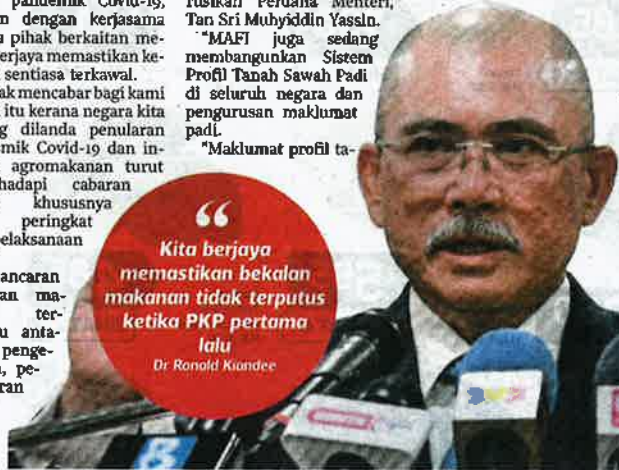 pandemik Covid-19,
dengan kerjasama
pihak berkaitan me-
erjaya memastikan ke-
sentiasa terkawal.
ak mencabar bagi kami
itu kerana negara kita
dilanda penularan
mik Covid-19 dan in-
agromakanan turut
hadapi cabaran
khususnya
peringkat
elaksanaan
ancaran
an ma-
ter-
u anta-
penge-
pe-
ran
rusikan Perdana Menteri,
Tan Sri Muhyiddin Yassin.
"MAFI juga sedang
membangunkan Sistem
Profil Tanah Sawah Padi
di seluruh negara dan
pengurusan maklumat
padi.
"Maklumat profil ta-
“
Kita berjaya
memastikan bekalan
makanan tidak terputus
ketika PKP pertama
lalu
Dr Ronald Kiandee